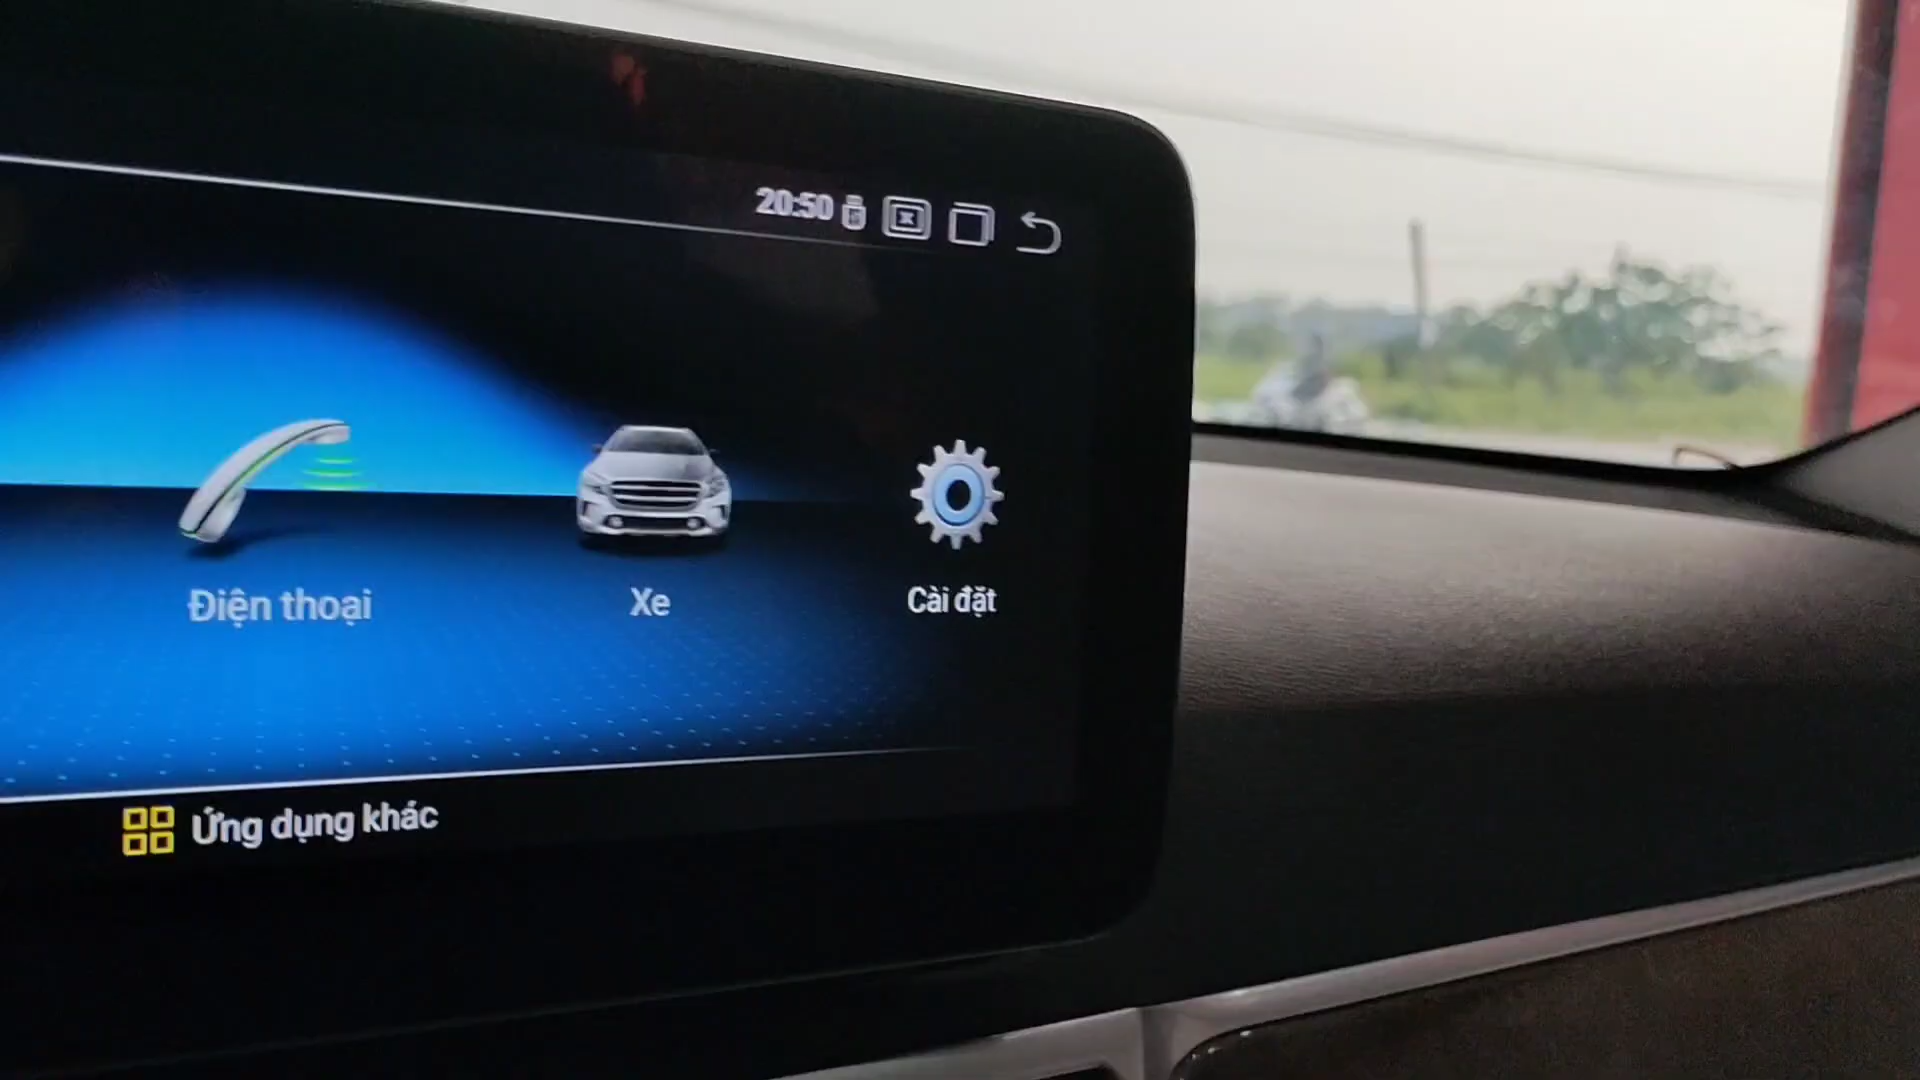 20:50
Điện thoại
Xe
Cài đặt
Ứng dụng khác